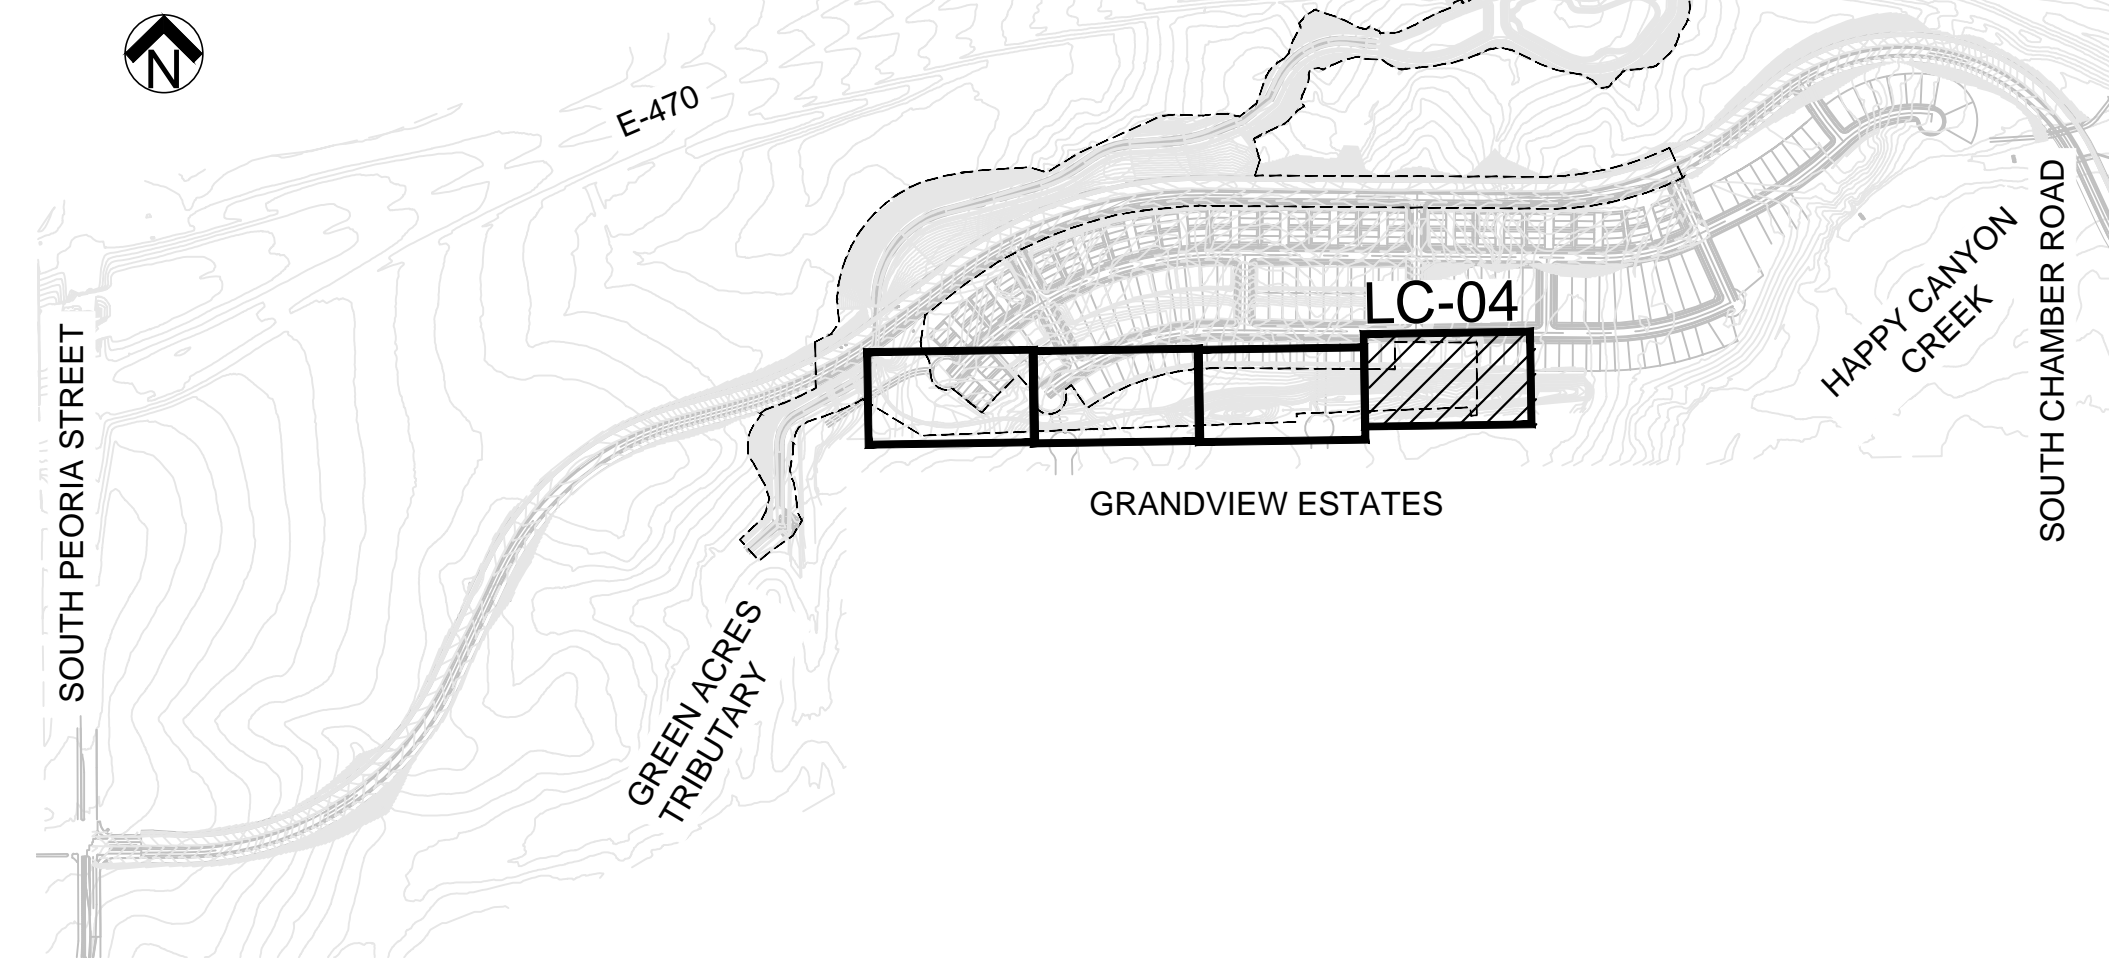 N
E-470
LC-04
HAPPY CANYON
CREEK
SOUTH CHAMBER ROAD
SOUTH PEORIA STREET
GRANDVIEW ESTATES
GREEN ACRES
TRIBUTARY